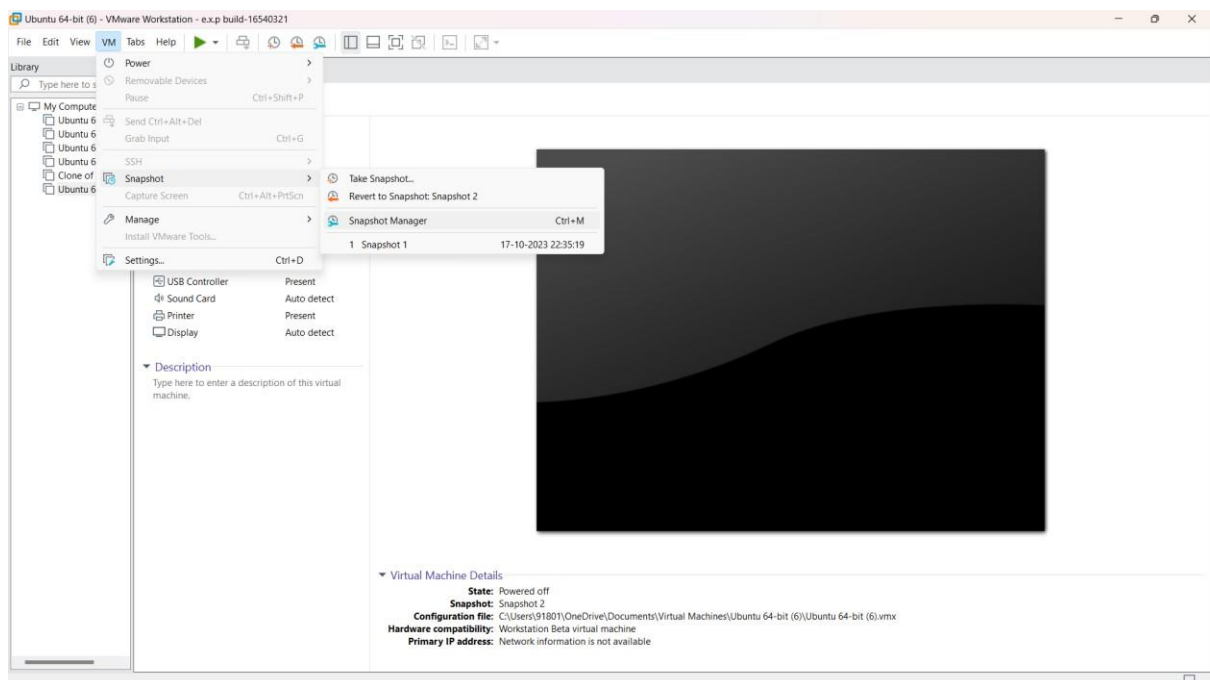 Ubuntu 64-bit (6) - VMware Workstation - e.x.p build-16540321
File Edit View VM Tabs Help
Library
Type here to s
My Compute
Ubuntu 6
Ubuntu 6
Ubuntu 6
Ubuntu 6
Clone of
Ubuntu 6
Power
Removable Devices
Pause Ctrl+Shift+P
Send Ctrl+Alt+Del
Grab Input Ctrl+G
SSH
Snapshot
Capture Screen Ctrl+Alt+PrtScn
Manage
Install VMware Tools...
Settings... Ctrl+D
Take Snapshot...
Revert to Snapshot: Snapshot 2
Snapshot Manager Ctrl+M
1 Snapshot 1 17-10-2023 22:35:19
USB Controller Present
Sound Card Auto detect
Printer Present
Display Auto detect
Description
Type here to enter a description of this virtual
machine.
Virtual Machine Details
State: Powered off
Snapshot: Snapshot 2
Configuration file: C:\Users\91801\OneDrive\Documents\Virtual Machines\Ubuntu 64-bit (6)\Ubuntu 64-bit (6).vmx
Hardware compatibility: Workstation Beta virtual machine
Primary IP address: Network information is not available